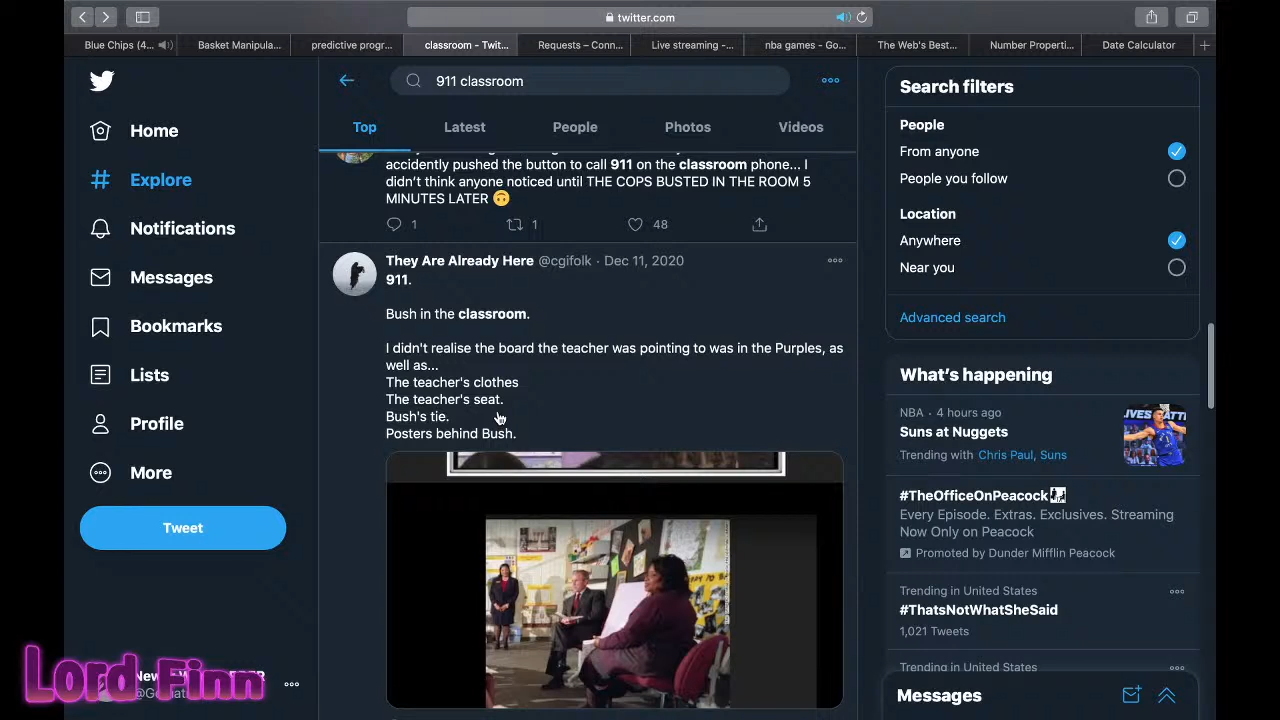 twitter.com
Blue Chips (4...
Basket Manipula...
predictive progr...
classroom - Twit...
Requests – Conn...
Live streaming -...
nba games - Go...
The Web's Best...
Number Properti...
Date Calculator
911 classroom
Top
Latest
People
Photos
Videos
Home
Explore
Notifications
Messages
Bookmarks
Lists
Profile
More
Tweet
accidently pushed the button to call 911 on the classroom phone... I
didn't think anyone noticed until THE COPS BUSTED IN THE ROOM 5
MINUTES LATER 🙃
1
1
48
They Are Already Here @cgifolk · Dec 11, 2020
911.
Bush in the classroom.
I didn't realise the board the teacher was pointing to was in the Purples, as
well as...
The teacher's clothes
The teacher's seat.
Bush's tie.
Posters behind Bush.
Search filters
People
From anyone
People you follow
Location
Anywhere
Near you
Advanced search
What's happening
NBA · 4 hours ago
Suns at Nuggets
Trending with Chris Paul, Suns
#TheOfficeOnPeacock
Every Episode. Extras. Exclusives. Streaming
Now Only on Peacock
Promoted by Dunder Mifflin Peacock
Trending in United States
#ThatsNotWhatSheSaid
1,021 Tweets
Trending in United States
Messages
Lord Finn